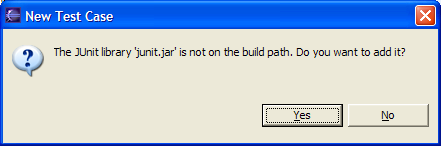 New Test Case
The JUnit library 'junit.jar' is not on the build path. Do you want to add it?
Yes
No